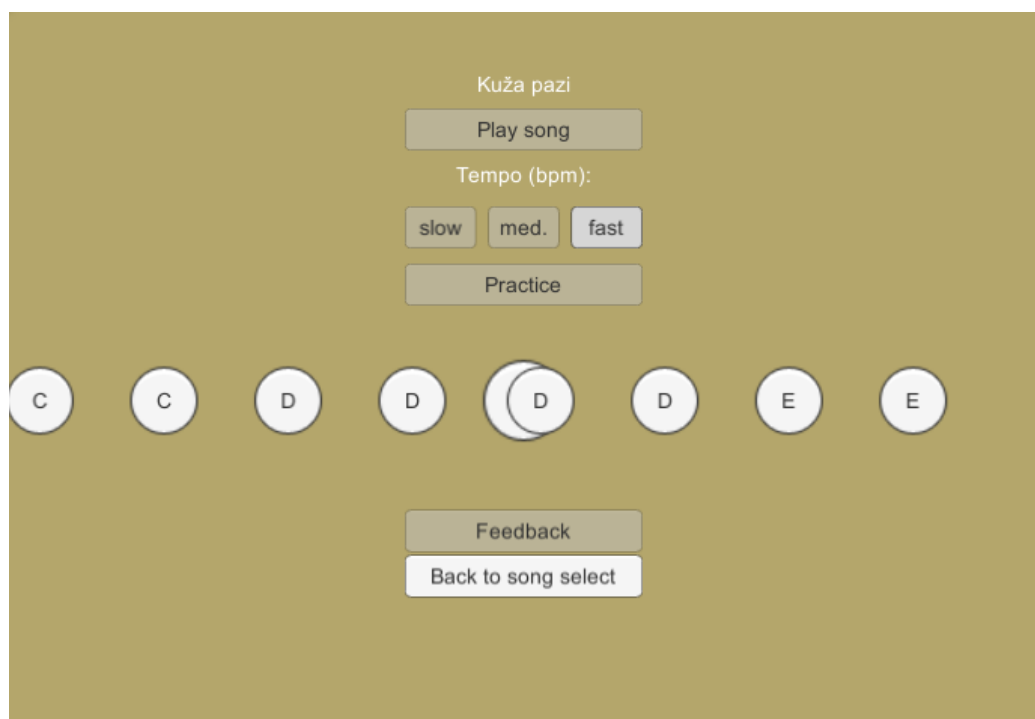 Kuža pazi
Play song
Tempo (bpm):
slow med. fast
Practice
C C D D D D E E
Feedback
Back to song select